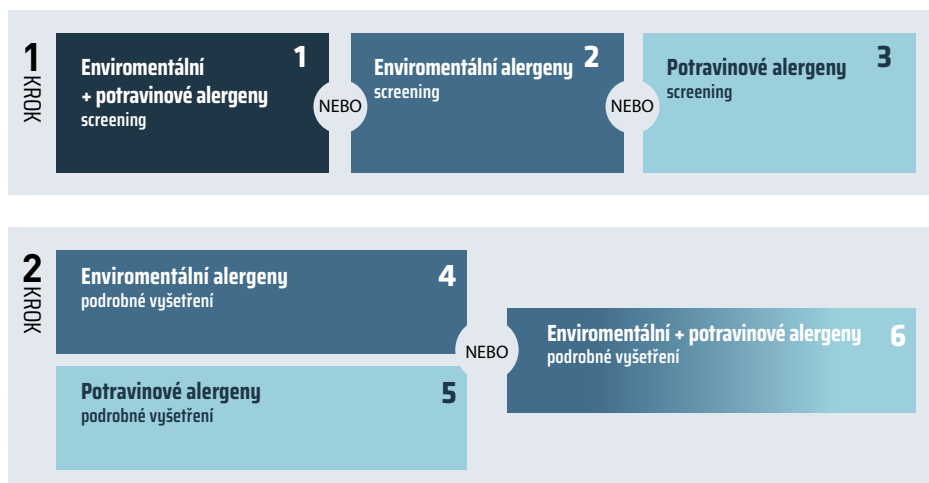 1 KROK
Enviromentální 1
+ potravinové alergeny
screening
NEBO
Enviromentální alergeny 2
screening
NEBO
Potravinové alergeny 3
screening
2 KROK
Enviromentální alergeny 4
podrobné vyšetření
Potravinové alergeny 5
podrobné vyšetření
NEBO
Enviromentální + potravinové alergeny 6
podrobné vyšetření